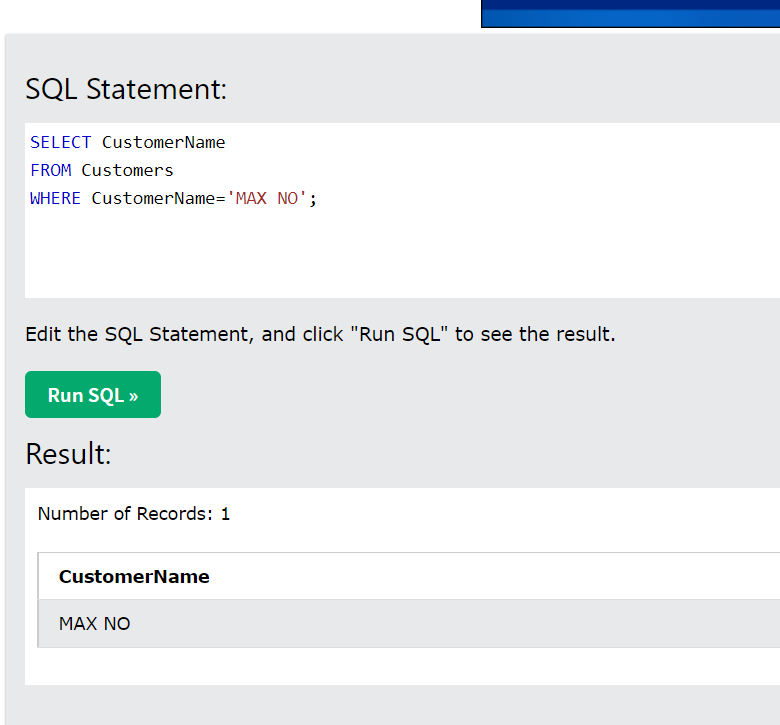 SQL Statement:
SELECT CustomerName
FROM Customers
WHERE CustomerName='MAX NO';
Edit the SQL Statement, and click "Run SQL" to see the result.
Run SQL »
Result:
Number of Records: 1
CustomerName
MAX NO